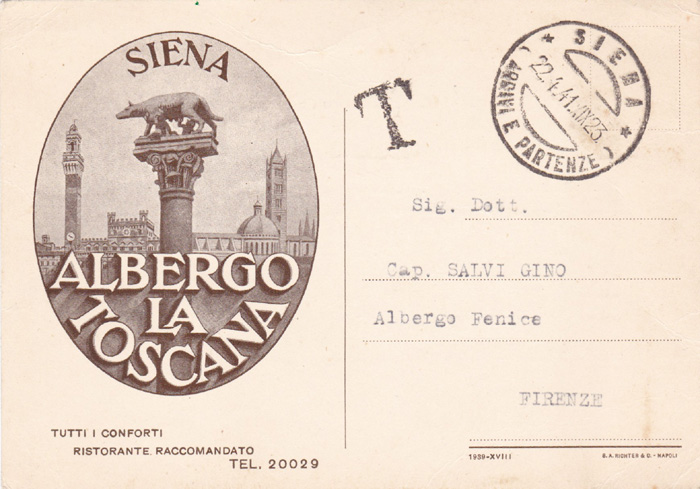 SIENA
ALBERGO
LA
TOSCANA
TUTTI I CONFORTI
RISTORANTE. RACCOMANDATO
TEL. 20029
T
SIENA
22.4.41.XIX 23
( ARRIVI E PARTENZE )
Sig. Dott.
Cap. SALVI GINO
Albergo Fenice
FIRENZE
1939-XVIII
S. A. RICHTER & C. - NAPOLI